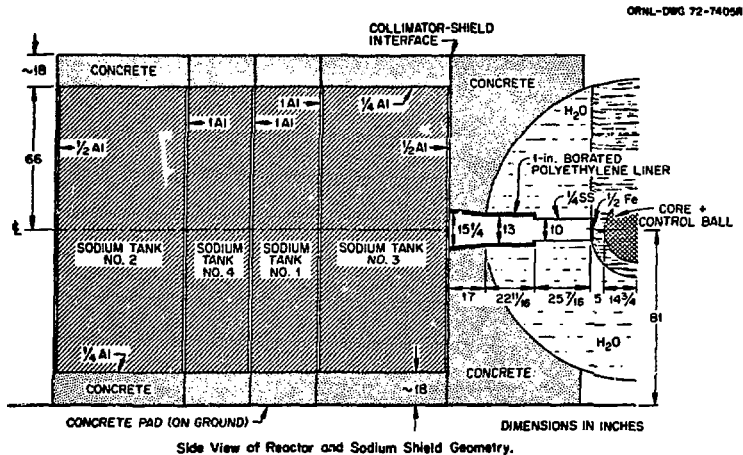 ORNL-DWG 72-7405R
COLLIMATOR-SHIELD
INTERFACE
~18
CONCRETE
CONCRETE
1 Al
1/4 Al
H₂O
1 Al
1 Al
1/2 Al
1/2 Al
1-in. BORATED
POLYETHYLENE LINER
66
1/4 SS
1/2 Fe
CORE +
CONTROL BALL
℄
15 1/4
13
10
SODIUM TANK
NO. 2
SODIUM
TANK
NO. 4
SODIUM
TANK
NO. 1
SODIUM TANK
NO. 3
17
22 11/16
25 7/16
5
14 3/4
81
H₂O
1/4 Al
CONCRETE
CONCRETE
~18
CONCRETE PAD (ON GROUND)
DIMENSIONS IN INCHES
Side View of Reactor and Sodium Shield Geometry.